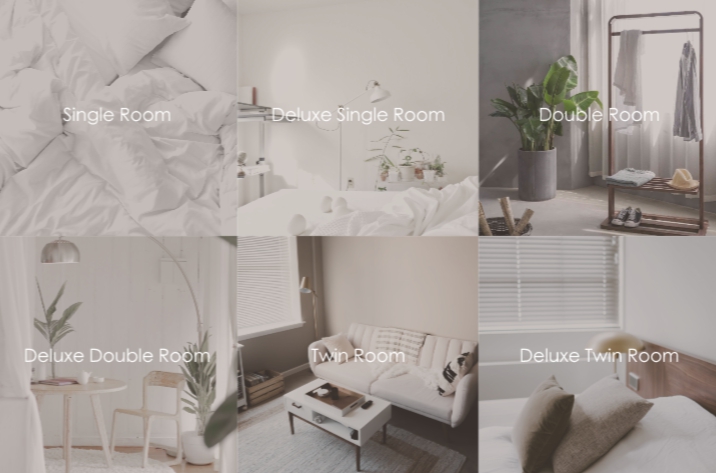 Single Room
Deluxe Single Room
Double Room
Deluxe Double Room
Twin Room
Deluxe Twin Room